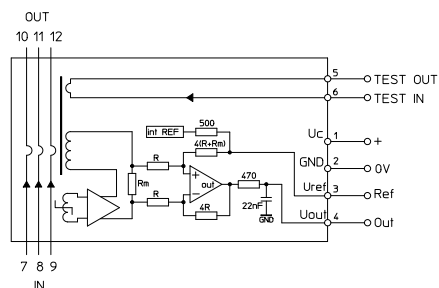 OUT
10 11 12
5 TEST OUT
6 TEST IN
int REF
500
4(R+Rm)
Uc 1 +
GND 2 0V
R
Rm
+
out
-
470
Uref 3 Ref
R
4R
22nF
GND
Uout 4 Out
7 8 9
IN